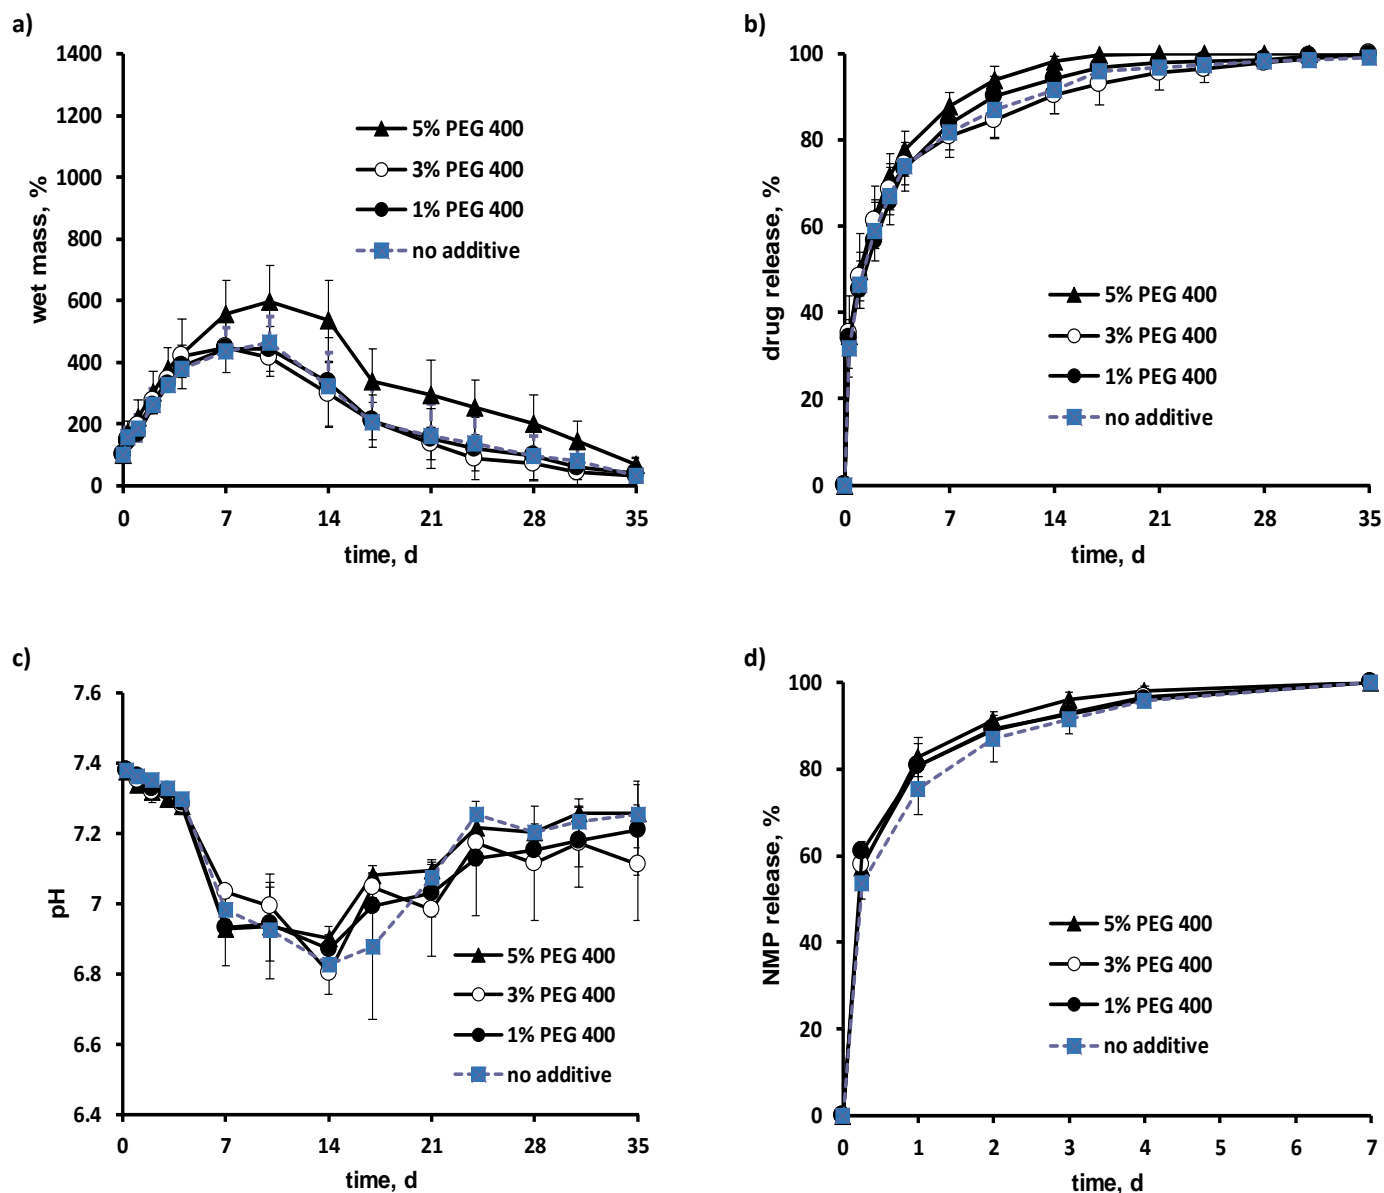 a)
1400
1200
1000
800
600
400
200
0
wet mass, %
5% PEG 400
3% PEG 400
1% PEG 400
no additive
0 7 14 21 28 35
time, d
b)
100
80
60
40
20
0
drug release, %
5% PEG 400
3% PEG 400
1% PEG 400
no additive
0 7 14 21 28 35
time, d
c)
7.6
7.4
7.2
7
6.8
6.6
6.4
pH
5% PEG 400
3% PEG 400
1% PEG 400
no additive
0 7 14 21 28 35
time, d
d)
100
80
60
40
20
0
NMP release, %
5% PEG 400
3% PEG 400
1% PEG 400
no additive
0 1 2 3 4 5 6 7
time, d